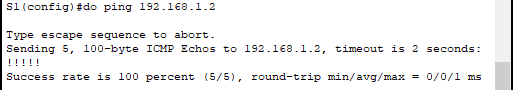 S1(config)#do ping 192.168.1.2
Type escape sequence to abort.
Sending 5, 100-byte ICMP Echos to 192.168.1.2, timeout is 2 seconds:
!!!!!
Success rate is 100 percent (5/5), round-trip min/avg/max = 0/0/1 ms